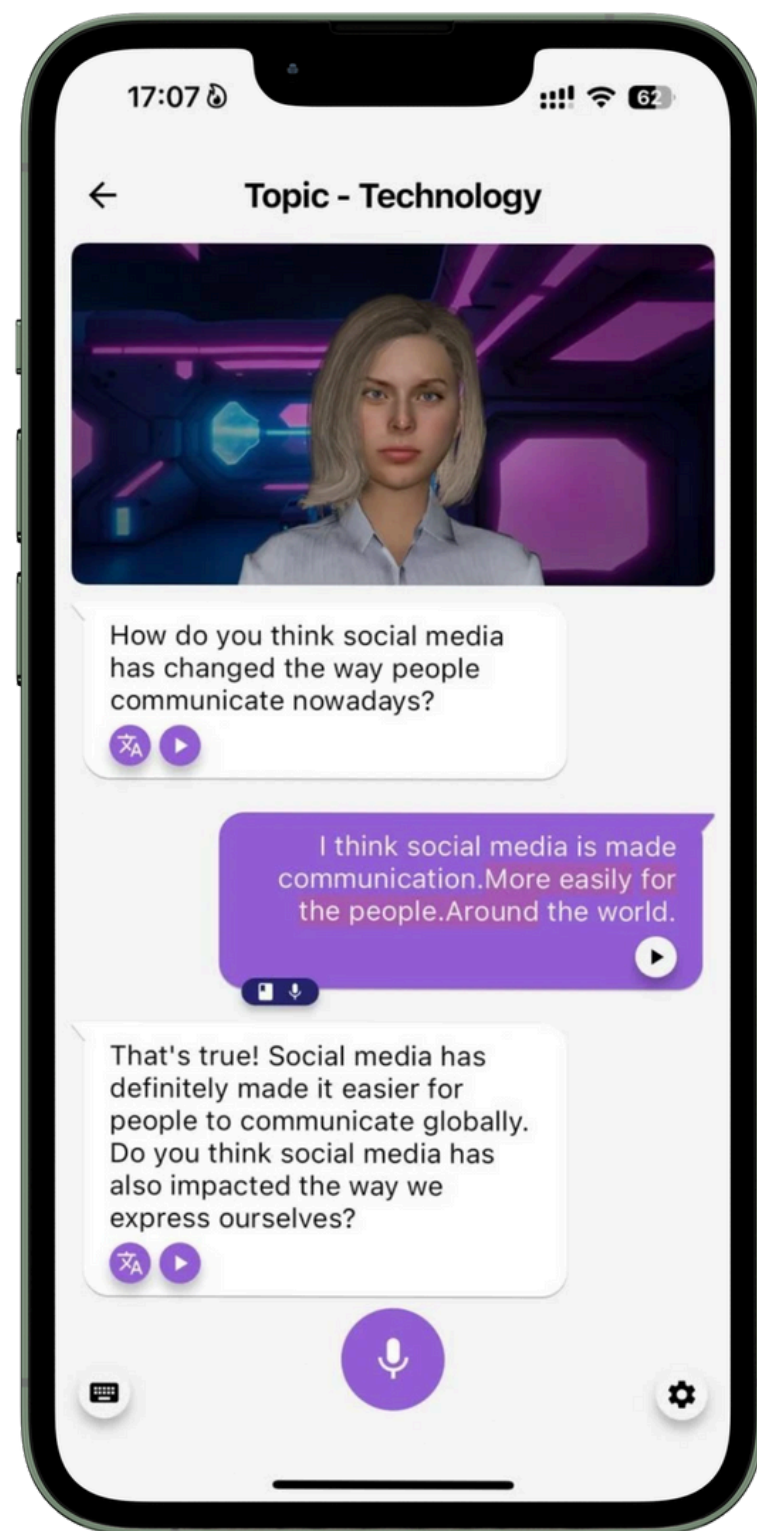 17:07
62
Topic - Technology
How do you think social media
has changed the way people
communicate nowadays?
I think social media is made
communication.More easily for
the people.Around the world.
That's true! Social media has
definitely made it easier for
people to communicate globally.
Do you think social media has
also impacted the way we
express ourselves?